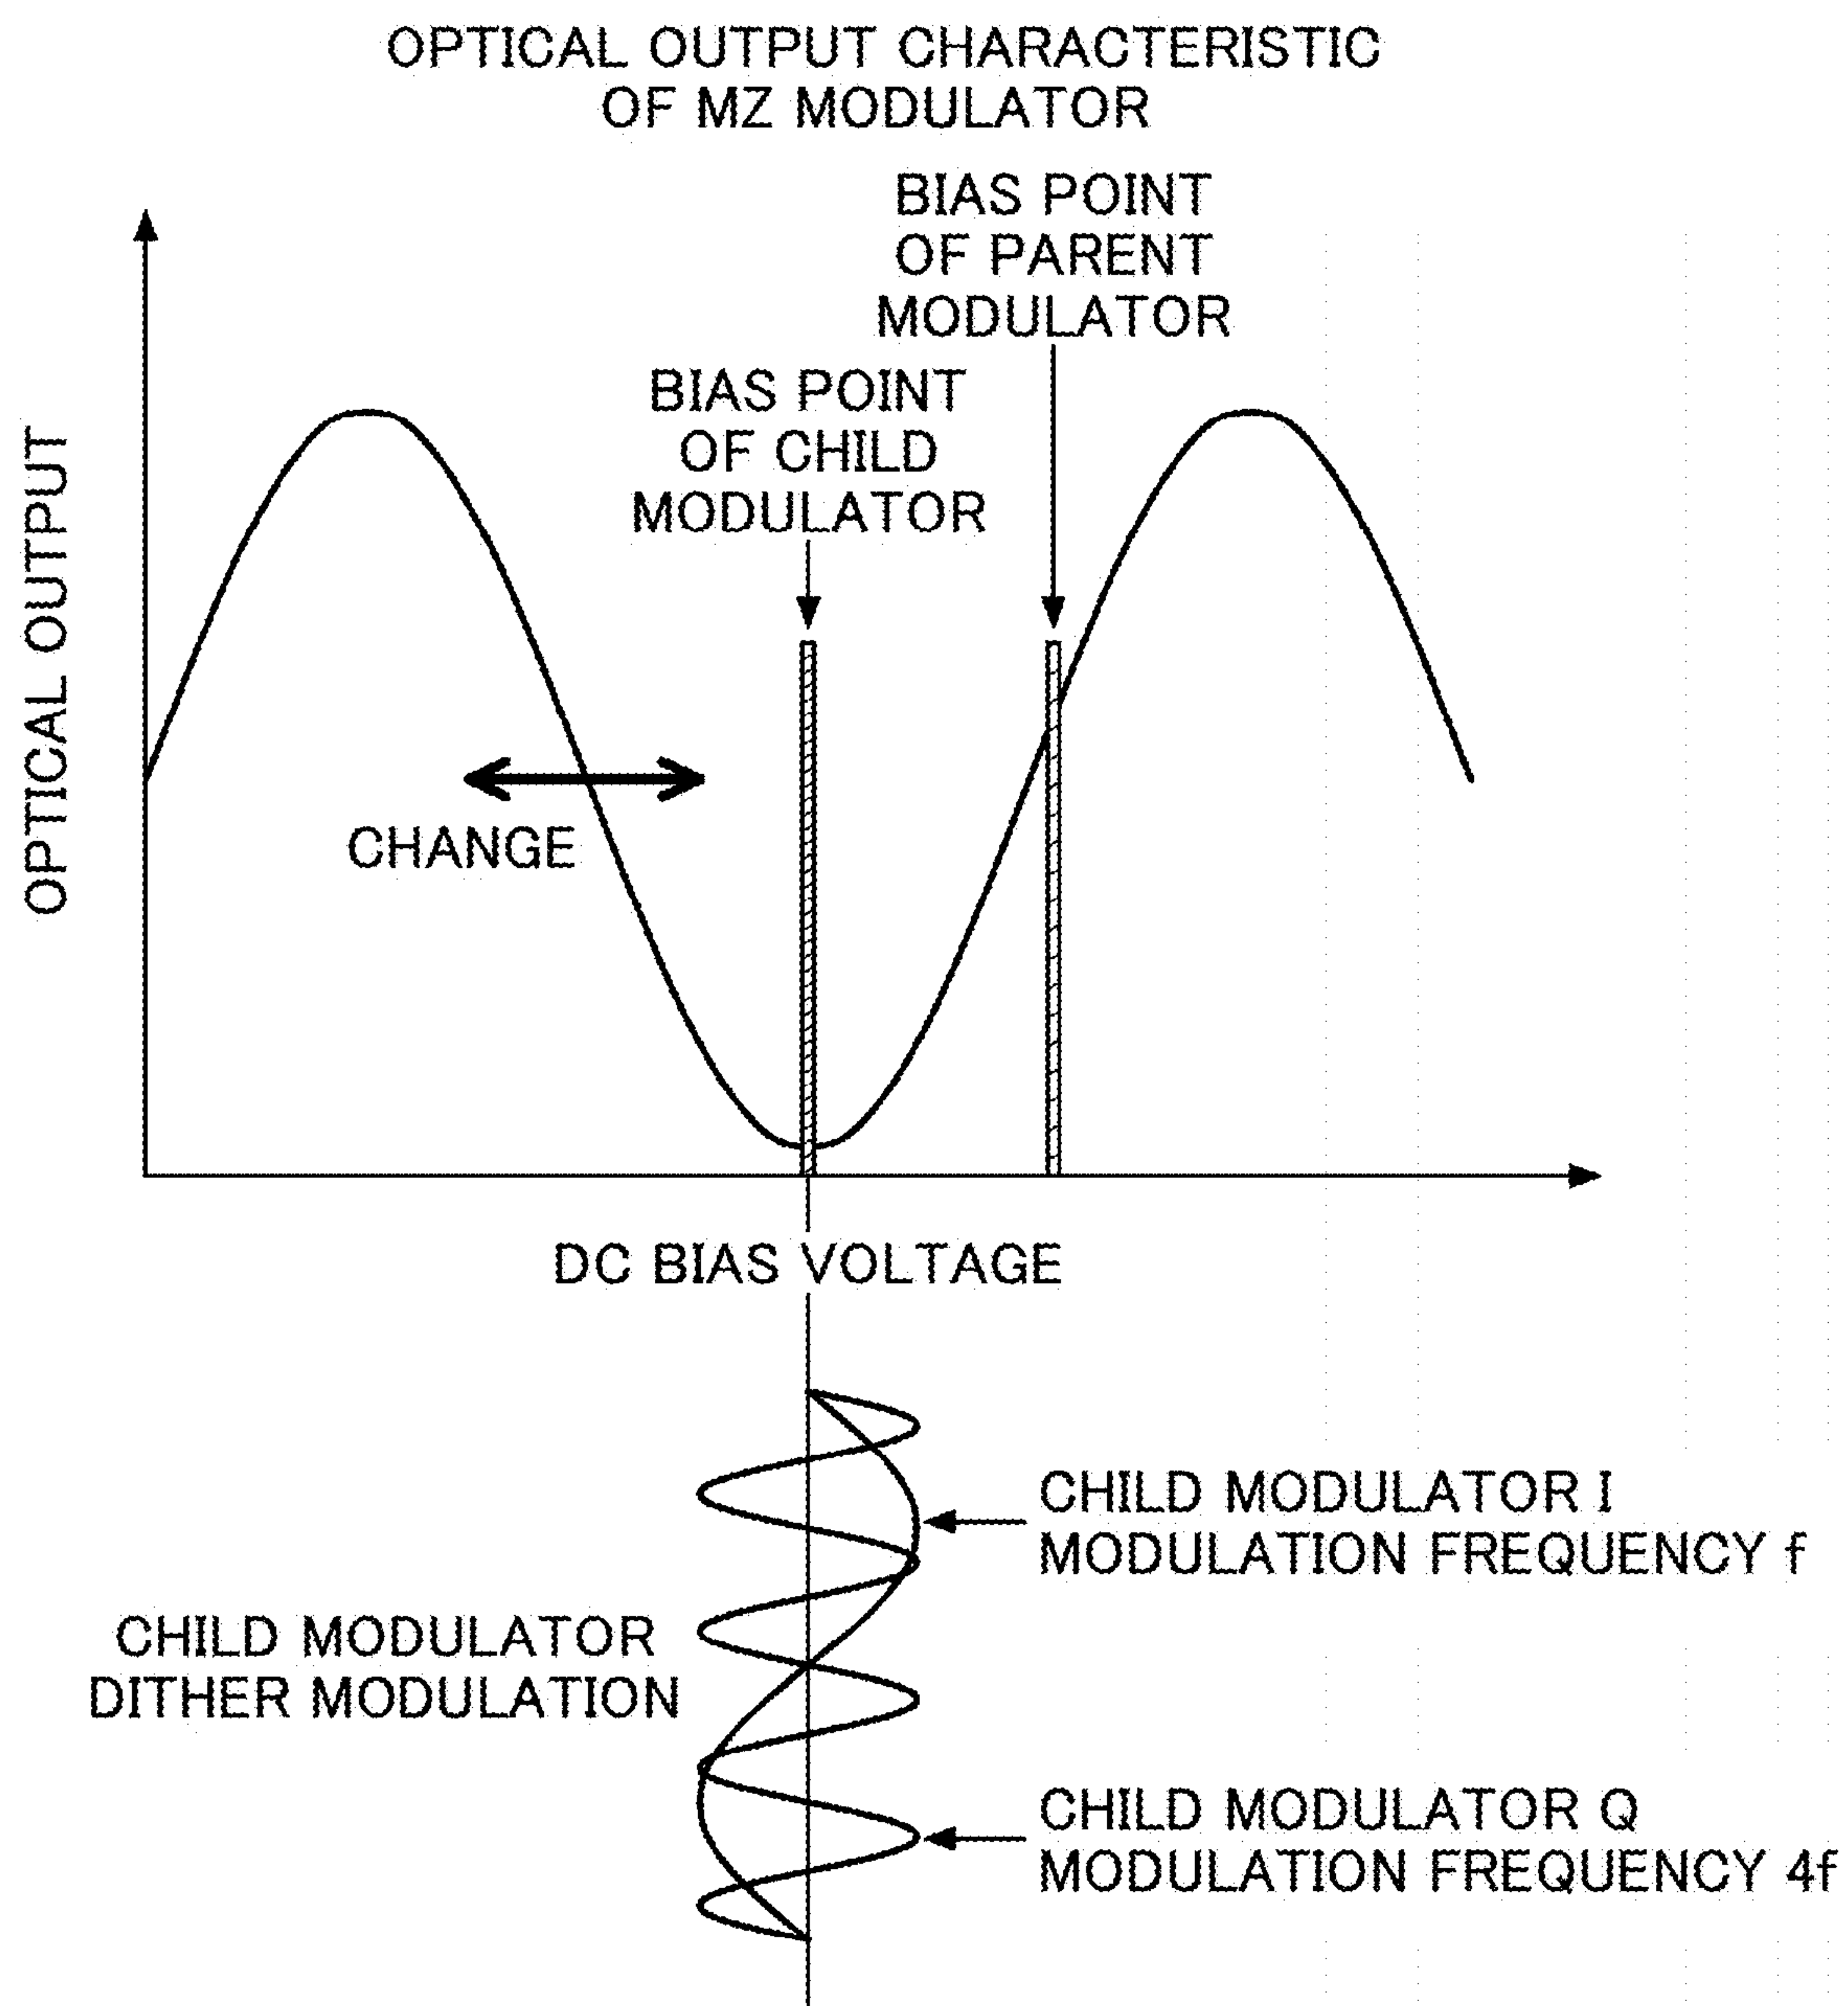 OPTICAL OUTPUT CHARACTERISTIC
OF MZ MODULATOR
BIAS POINT
OF PARENT
MODULATOR
BIAS POINT
OF CHILD
MODULATOR
OPTICAL OUTPUT
CHANGE
DC BIAS VOLTAGE
CHILD MODULATOR I
MODULATION FREQUENCY f
CHILD MODULATOR
DITHER MODULATION
CHILD MODULATOR Q
MODULATION FREQUENCY 4f